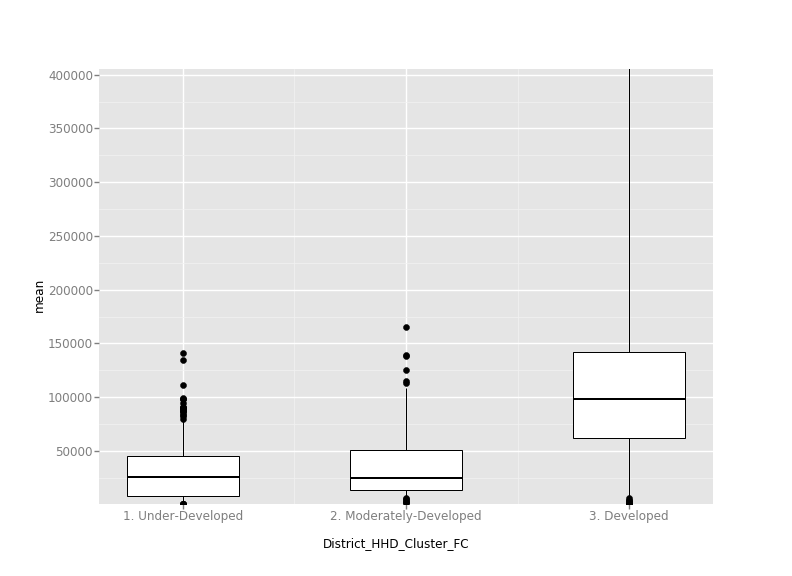 400000
350000
300000
250000
200000
150000
100000
50000
mean
1. Under-Developed
2. Moderately-Developed
3. Developed
District_HHD_Cluster_FC